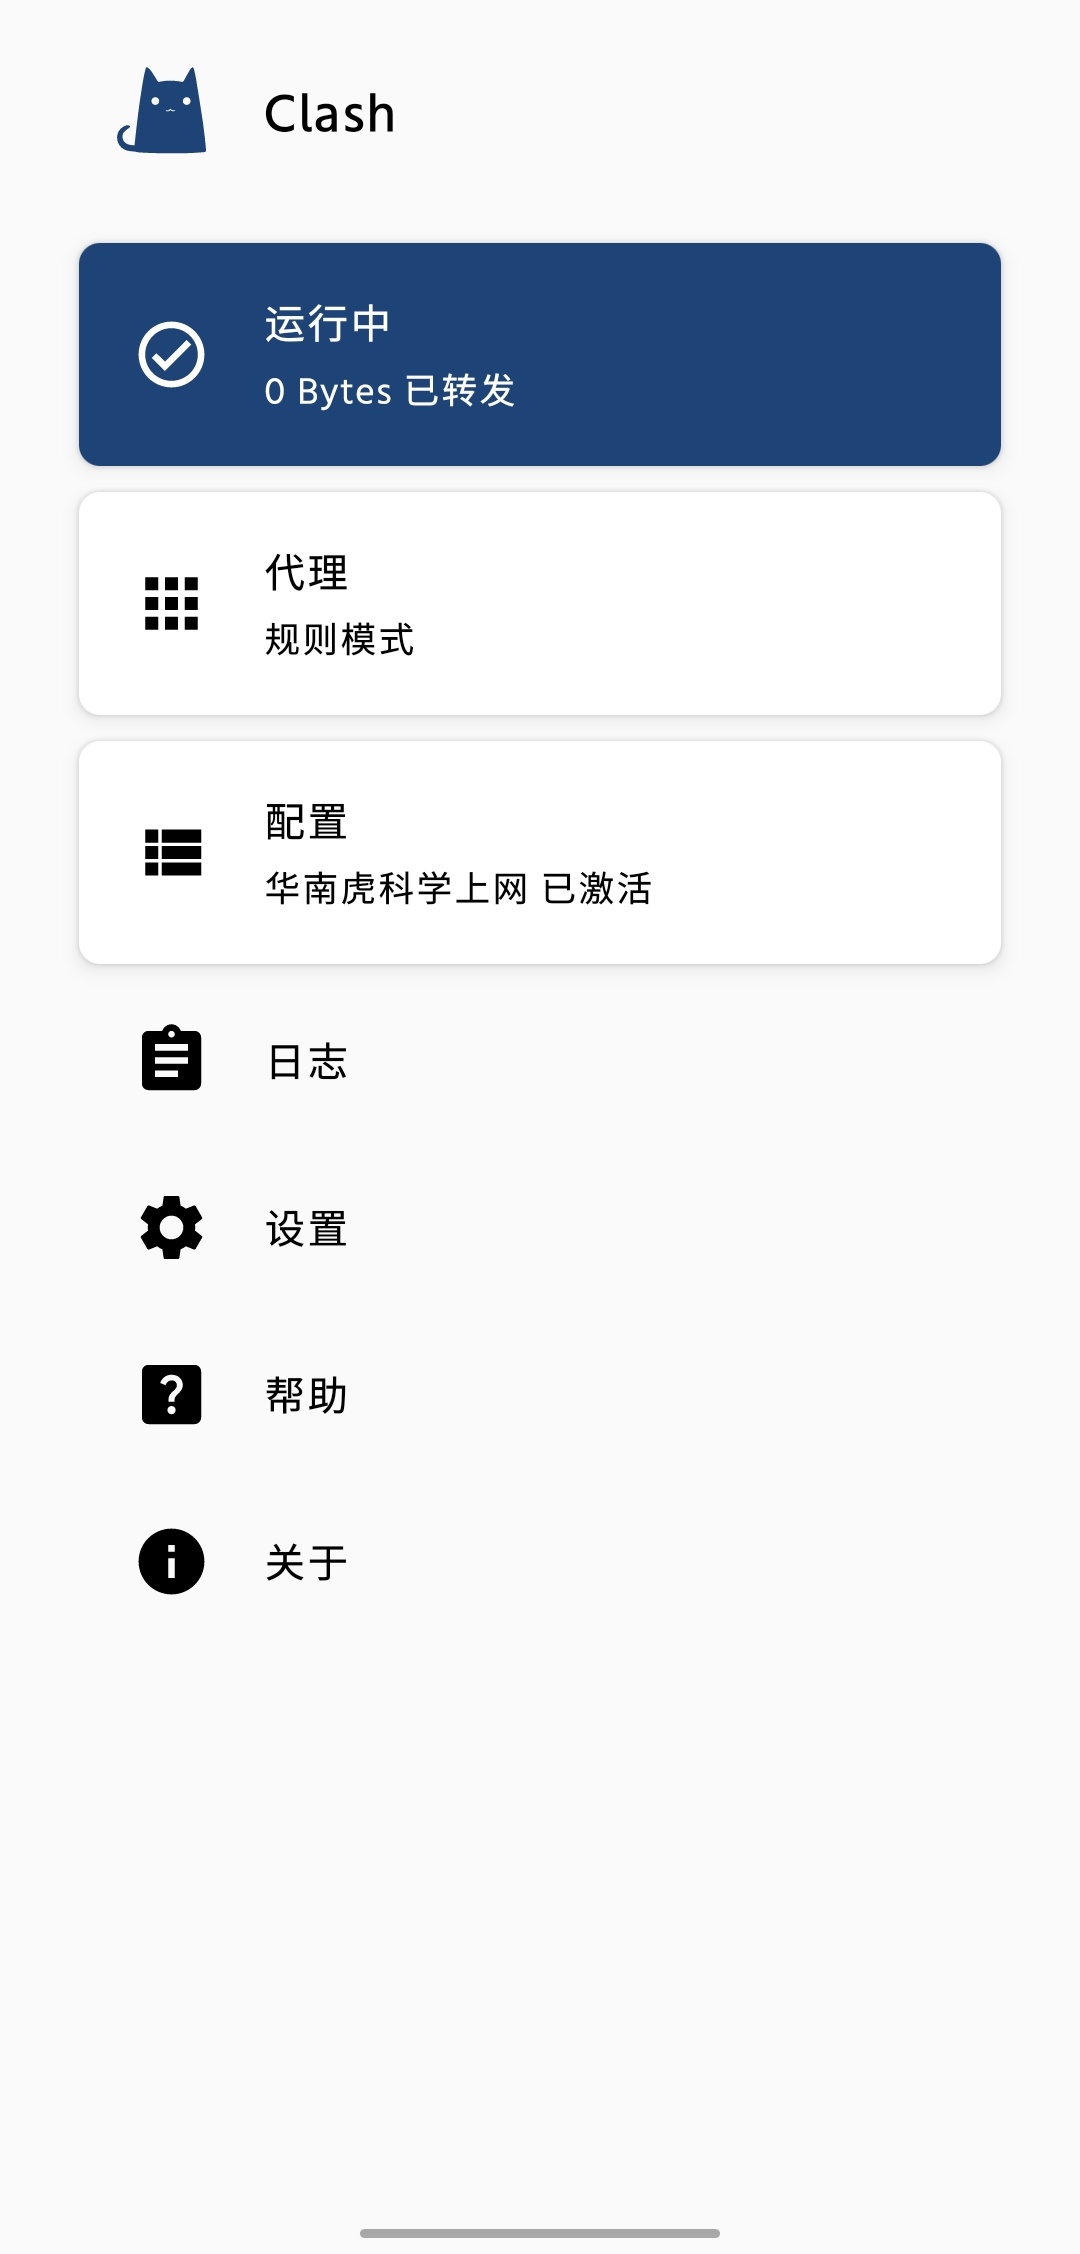 Clash
运行中
0 Bytes 已转发
代理
规则模式
配置
华南虎科学上网 已激活
日志
设置
帮助
关于